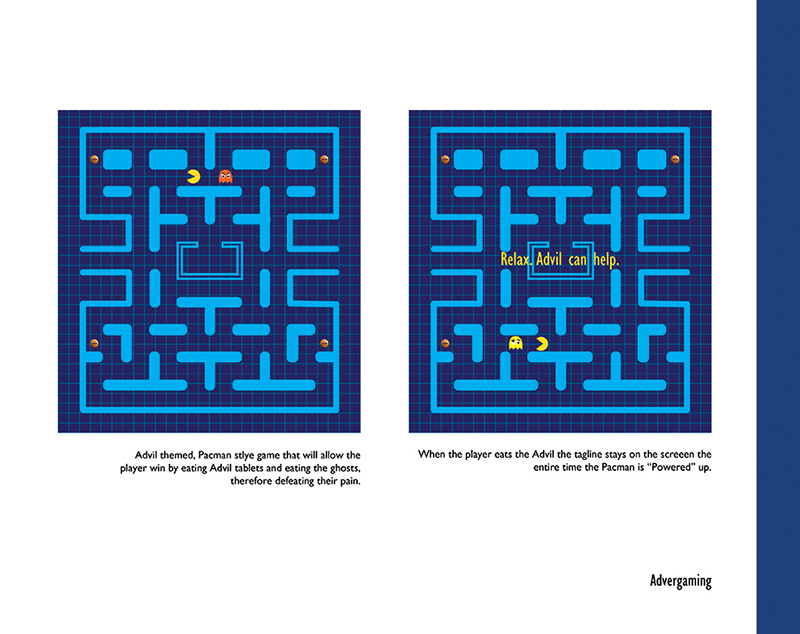 Relax. Advil can help.
Advil themed, Pacman stlye game that will allow the
player win by eating Advil tablets and eating the ghosts,
therefore defeating their pain.
When the player eats the Advil the tagline stays on the screeen the
entire time the Pacman is “Powered” up.
Advergaming